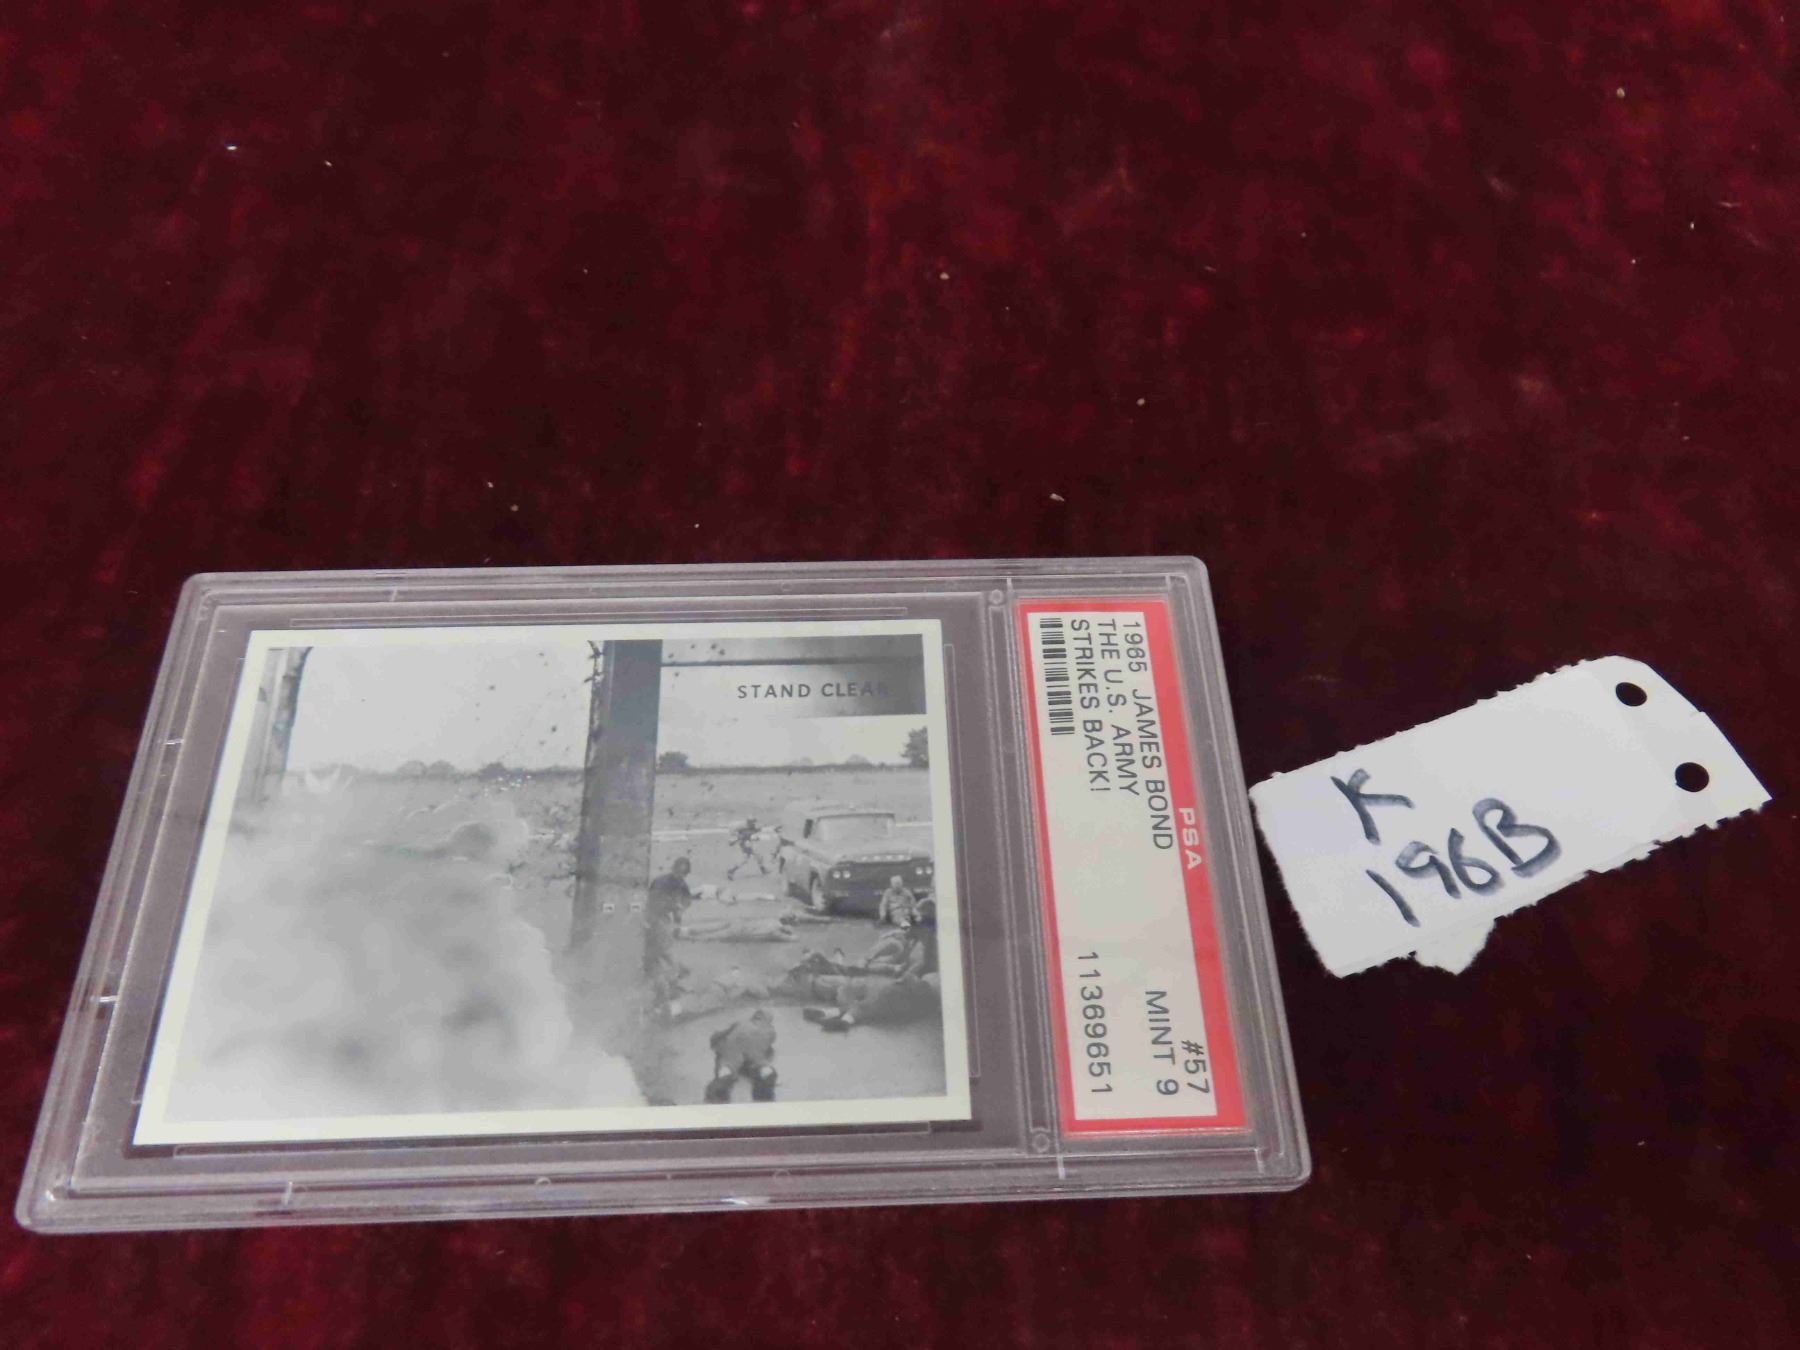 STAND CLEAR
PSA
1965 JAMES BOND #57
THE U.S. ARMY MINT 9
STRIKES BACK! 11369651
K
196B